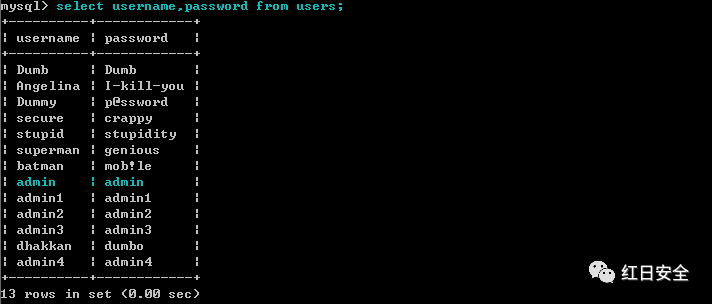 mysql> select username,password from users;
+----------+------------+
| username | password   |
+----------+------------+
| Dumb     | Dumb       |
| Angelina | I-kill-you |
| Dummy    | p@ssword   |
| secure   | crappy     |
| stupid   | stupidity  |
| superman | genious    |
| batman   | mob!le     |
| admin    | admin      |
| admin1   | admin1     |
| admin2   | admin2     |
| admin3   | admin3     |
| dhakkan  | dumbo      |
| admin4   | admin4     |
+----------+------------+
13 rows in set (0.00 sec)
红日安全